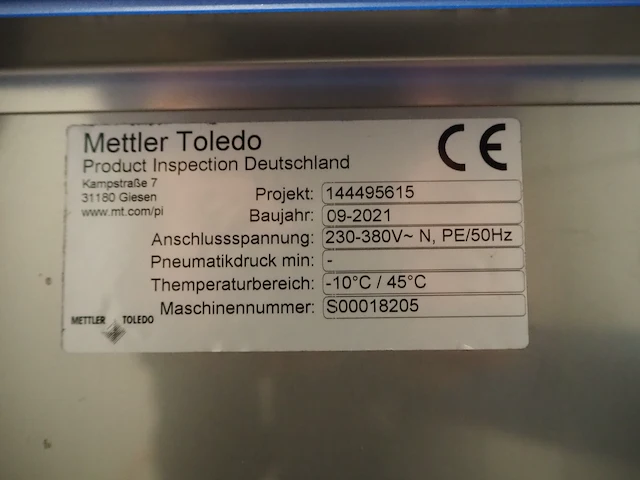 Mettler Toledo
Product Inspection Deutschland
Kampstraße 7
31180 Giesen
www.mt.com/pi
CE
Projekt: 144495615
Baujahr: 09-2021
Anschlussspannung: 230-380V~ N, PE/50Hz
Pneumatikdruck min: -
Themperaturbereich: -10°C / 45°C
Maschinennummer: S00018205
METTLER TOLEDO